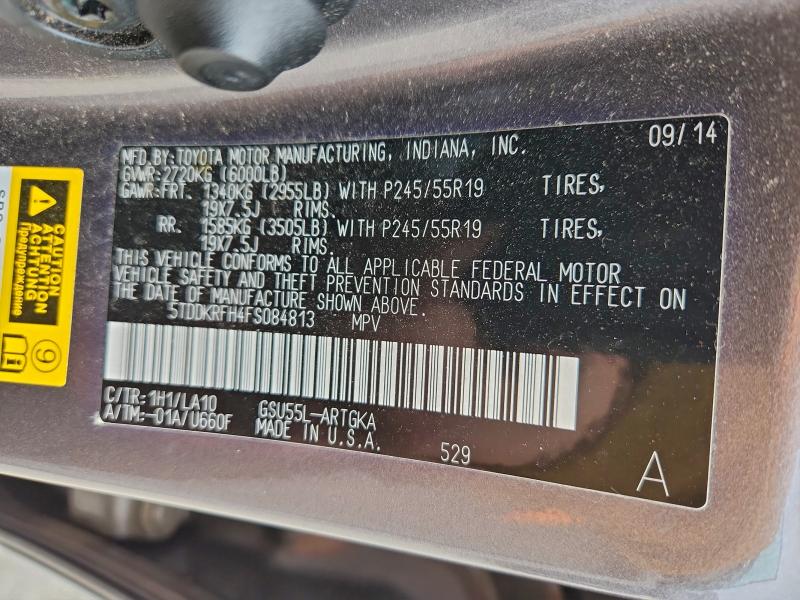 09/14
MFD.BY:TOYOTA MOTOR MANUFACTURING, INDIANA, INC.
GVWR:2720KG (6000LB)
GAWR:FRT. 1340KG (2955LB) WITH P245/55R19 TIRES,
19X7.5J RIMS.
RR. 1585KG (3505LB) WITH P245/55R19 TIRES,
19X7.5J RIMS.
THIS VEHICLE CONFORMS TO ALL APPLICABLE FEDERAL MOTOR
VEHICLE SAFETY AND THEFT PREVENTION STANDARDS IN EFFECT ON
THE DATE OF MANUFACTURE SHOWN ABOVE.
5TDDKRFH4FS084813 MPV
C/TR:1H1/LA10 GSU55L-ARTGKA
A/TM:-01A/U660F MADE IN U.S.A.
529
A
CAUTION
ATTENTION
ACHTUNG
Предупреждение
9